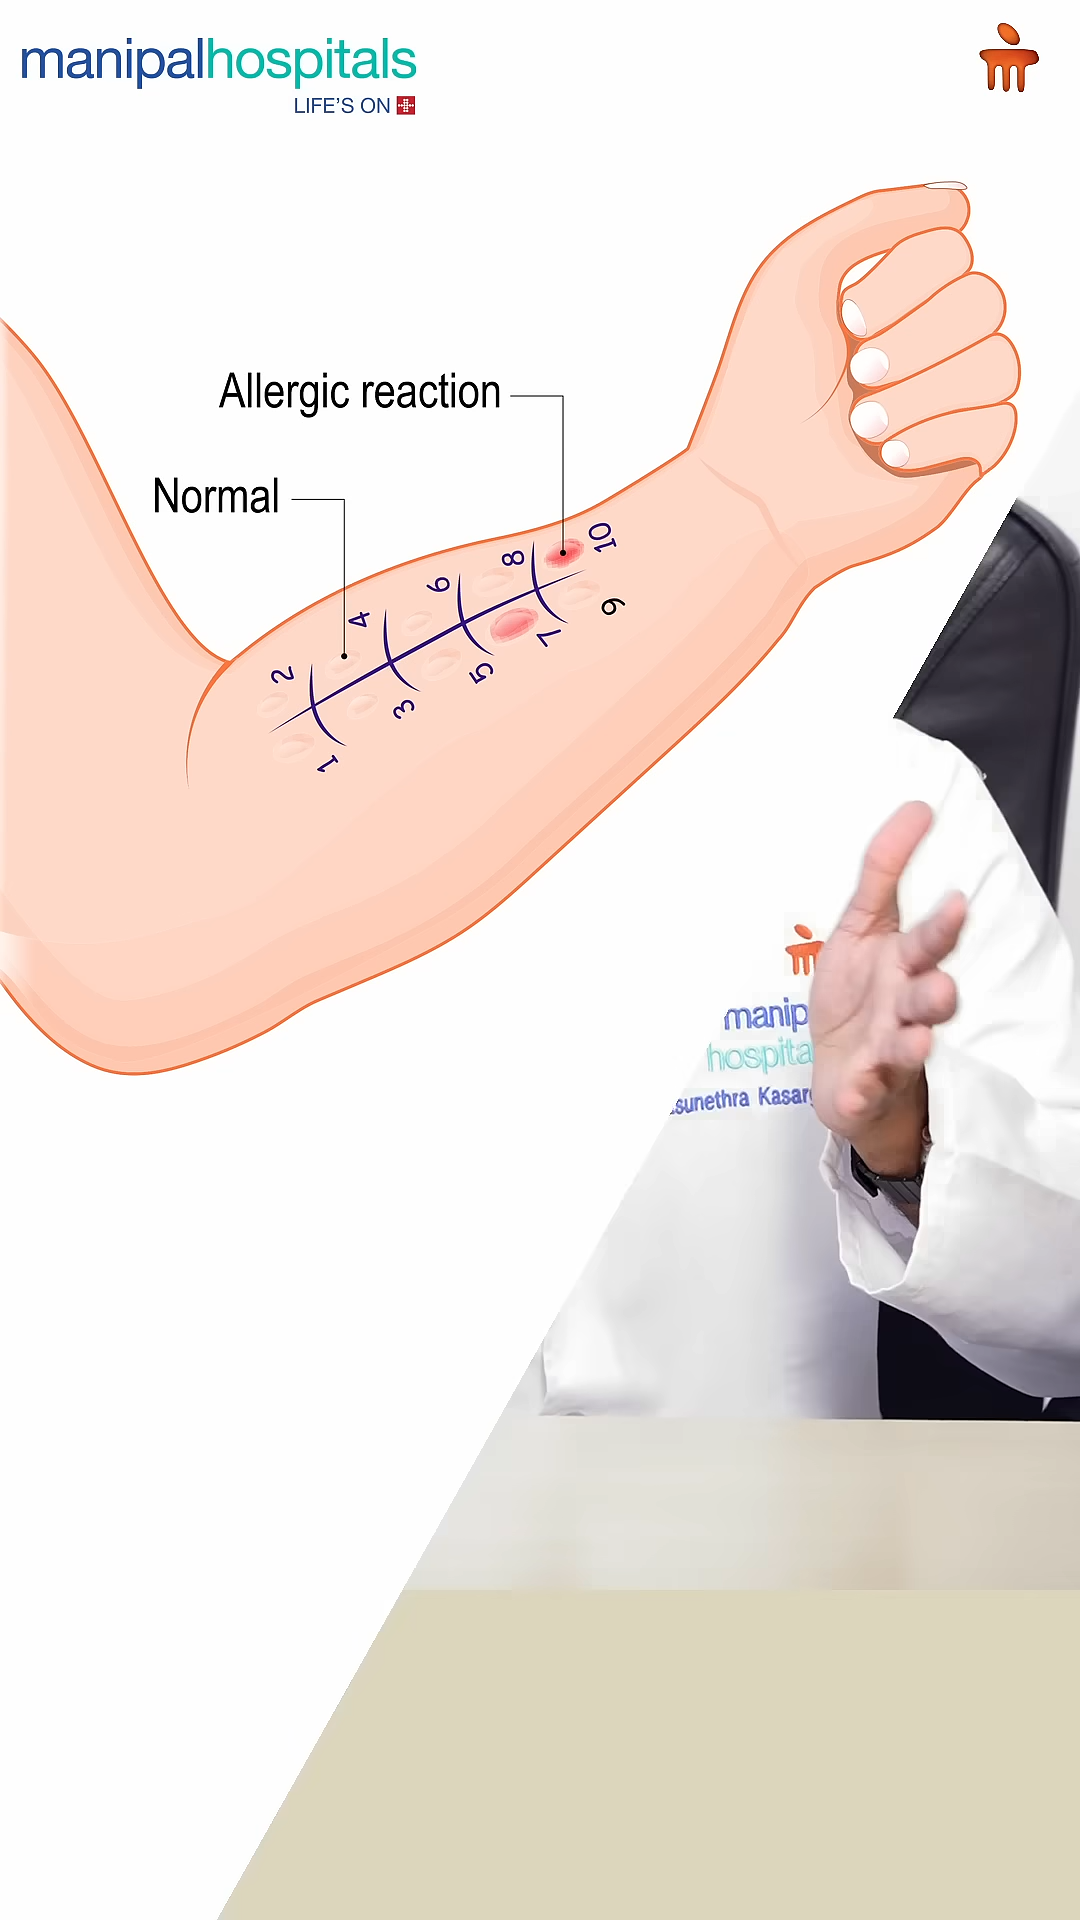 manipalhospitals
LIFE'S ON
Allergic reaction
Normal
10
8
9
6
7
4
5
2
3
1
manip
hospita
sunethra Kasar